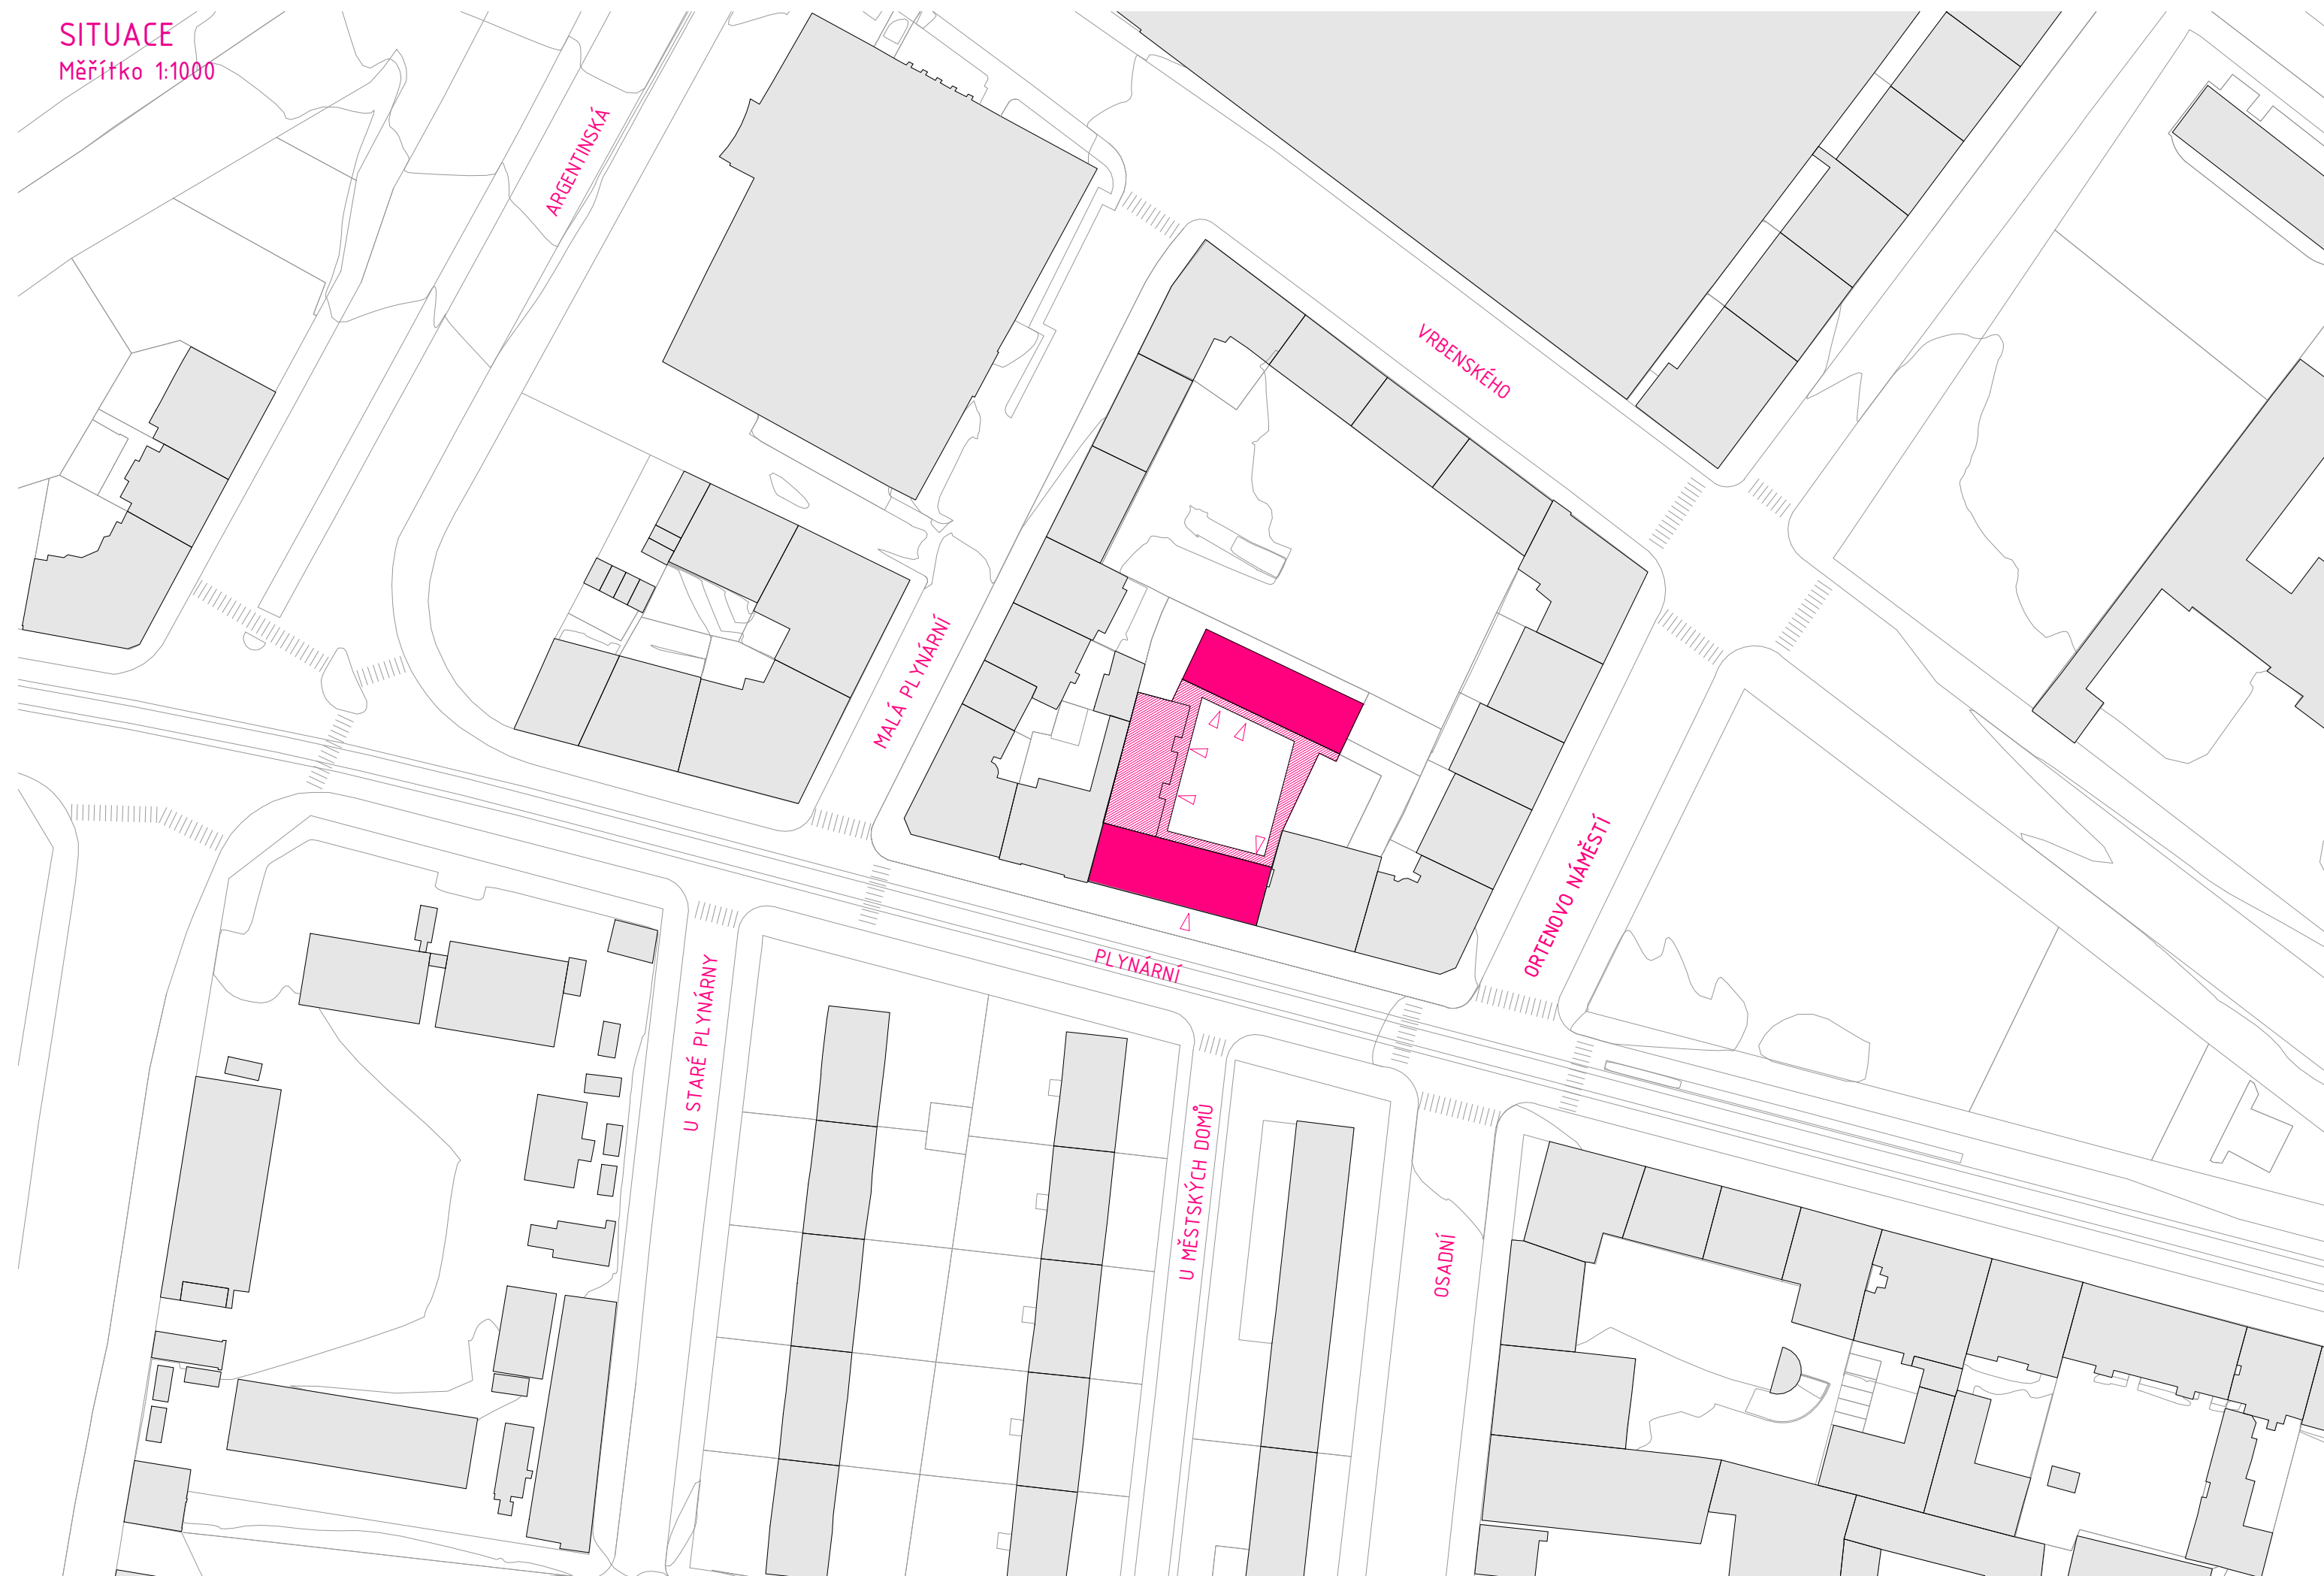 SITUACE
Měřítko 1:1000
ARGENTINSKÁ
VRBENSKÉHO
MALÁ PLYNÁRNÍ
ORTENOVO NÁMĚSTÍ
PLYNÁRNÍ
U STARÉ PLYNÁRNY
U MĚSTSKÝCH DOMŮ
OSADNÍ